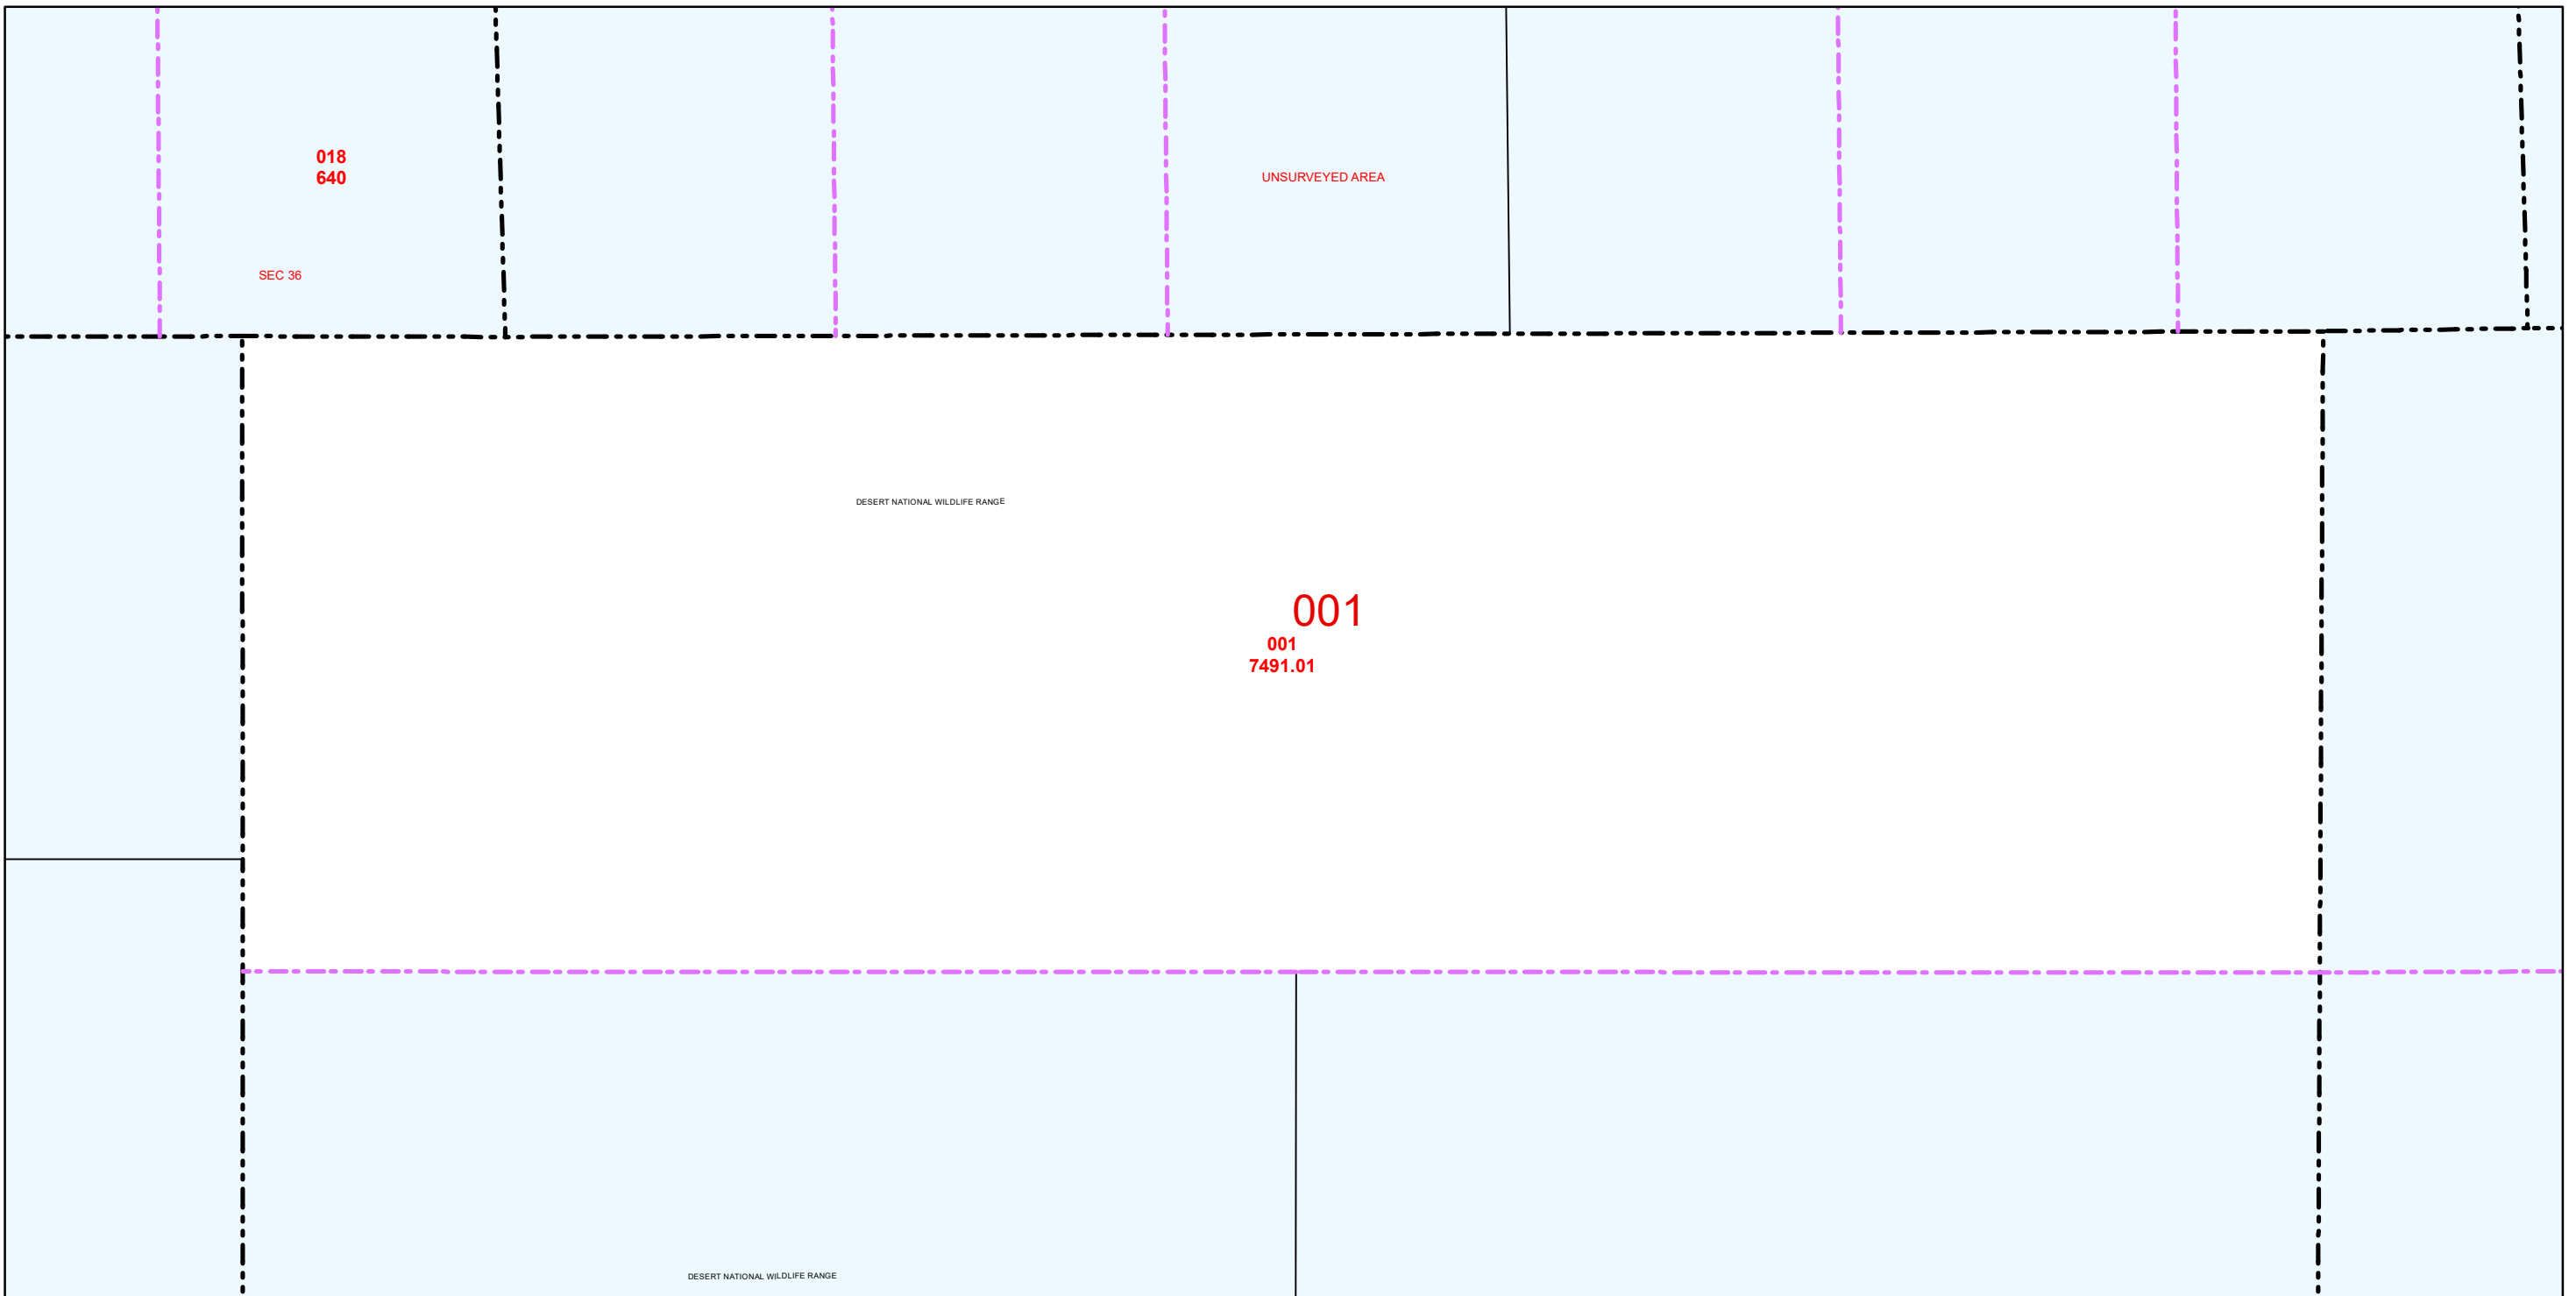 018
640
UNSURVEYED AREA
SEC 36
DESERT NATIONAL WILDLIFE RANGE
001
001
7491.01
DESERT NATIONAL WILDLIFE RANGE